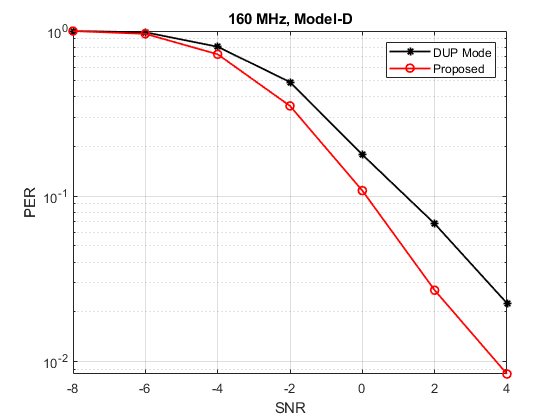 160 MHz, Model-D
DUP Mode
Proposed
PER
10^0
10^-1
10^-2
-8 -6 -4 -2 0 2 4
SNR